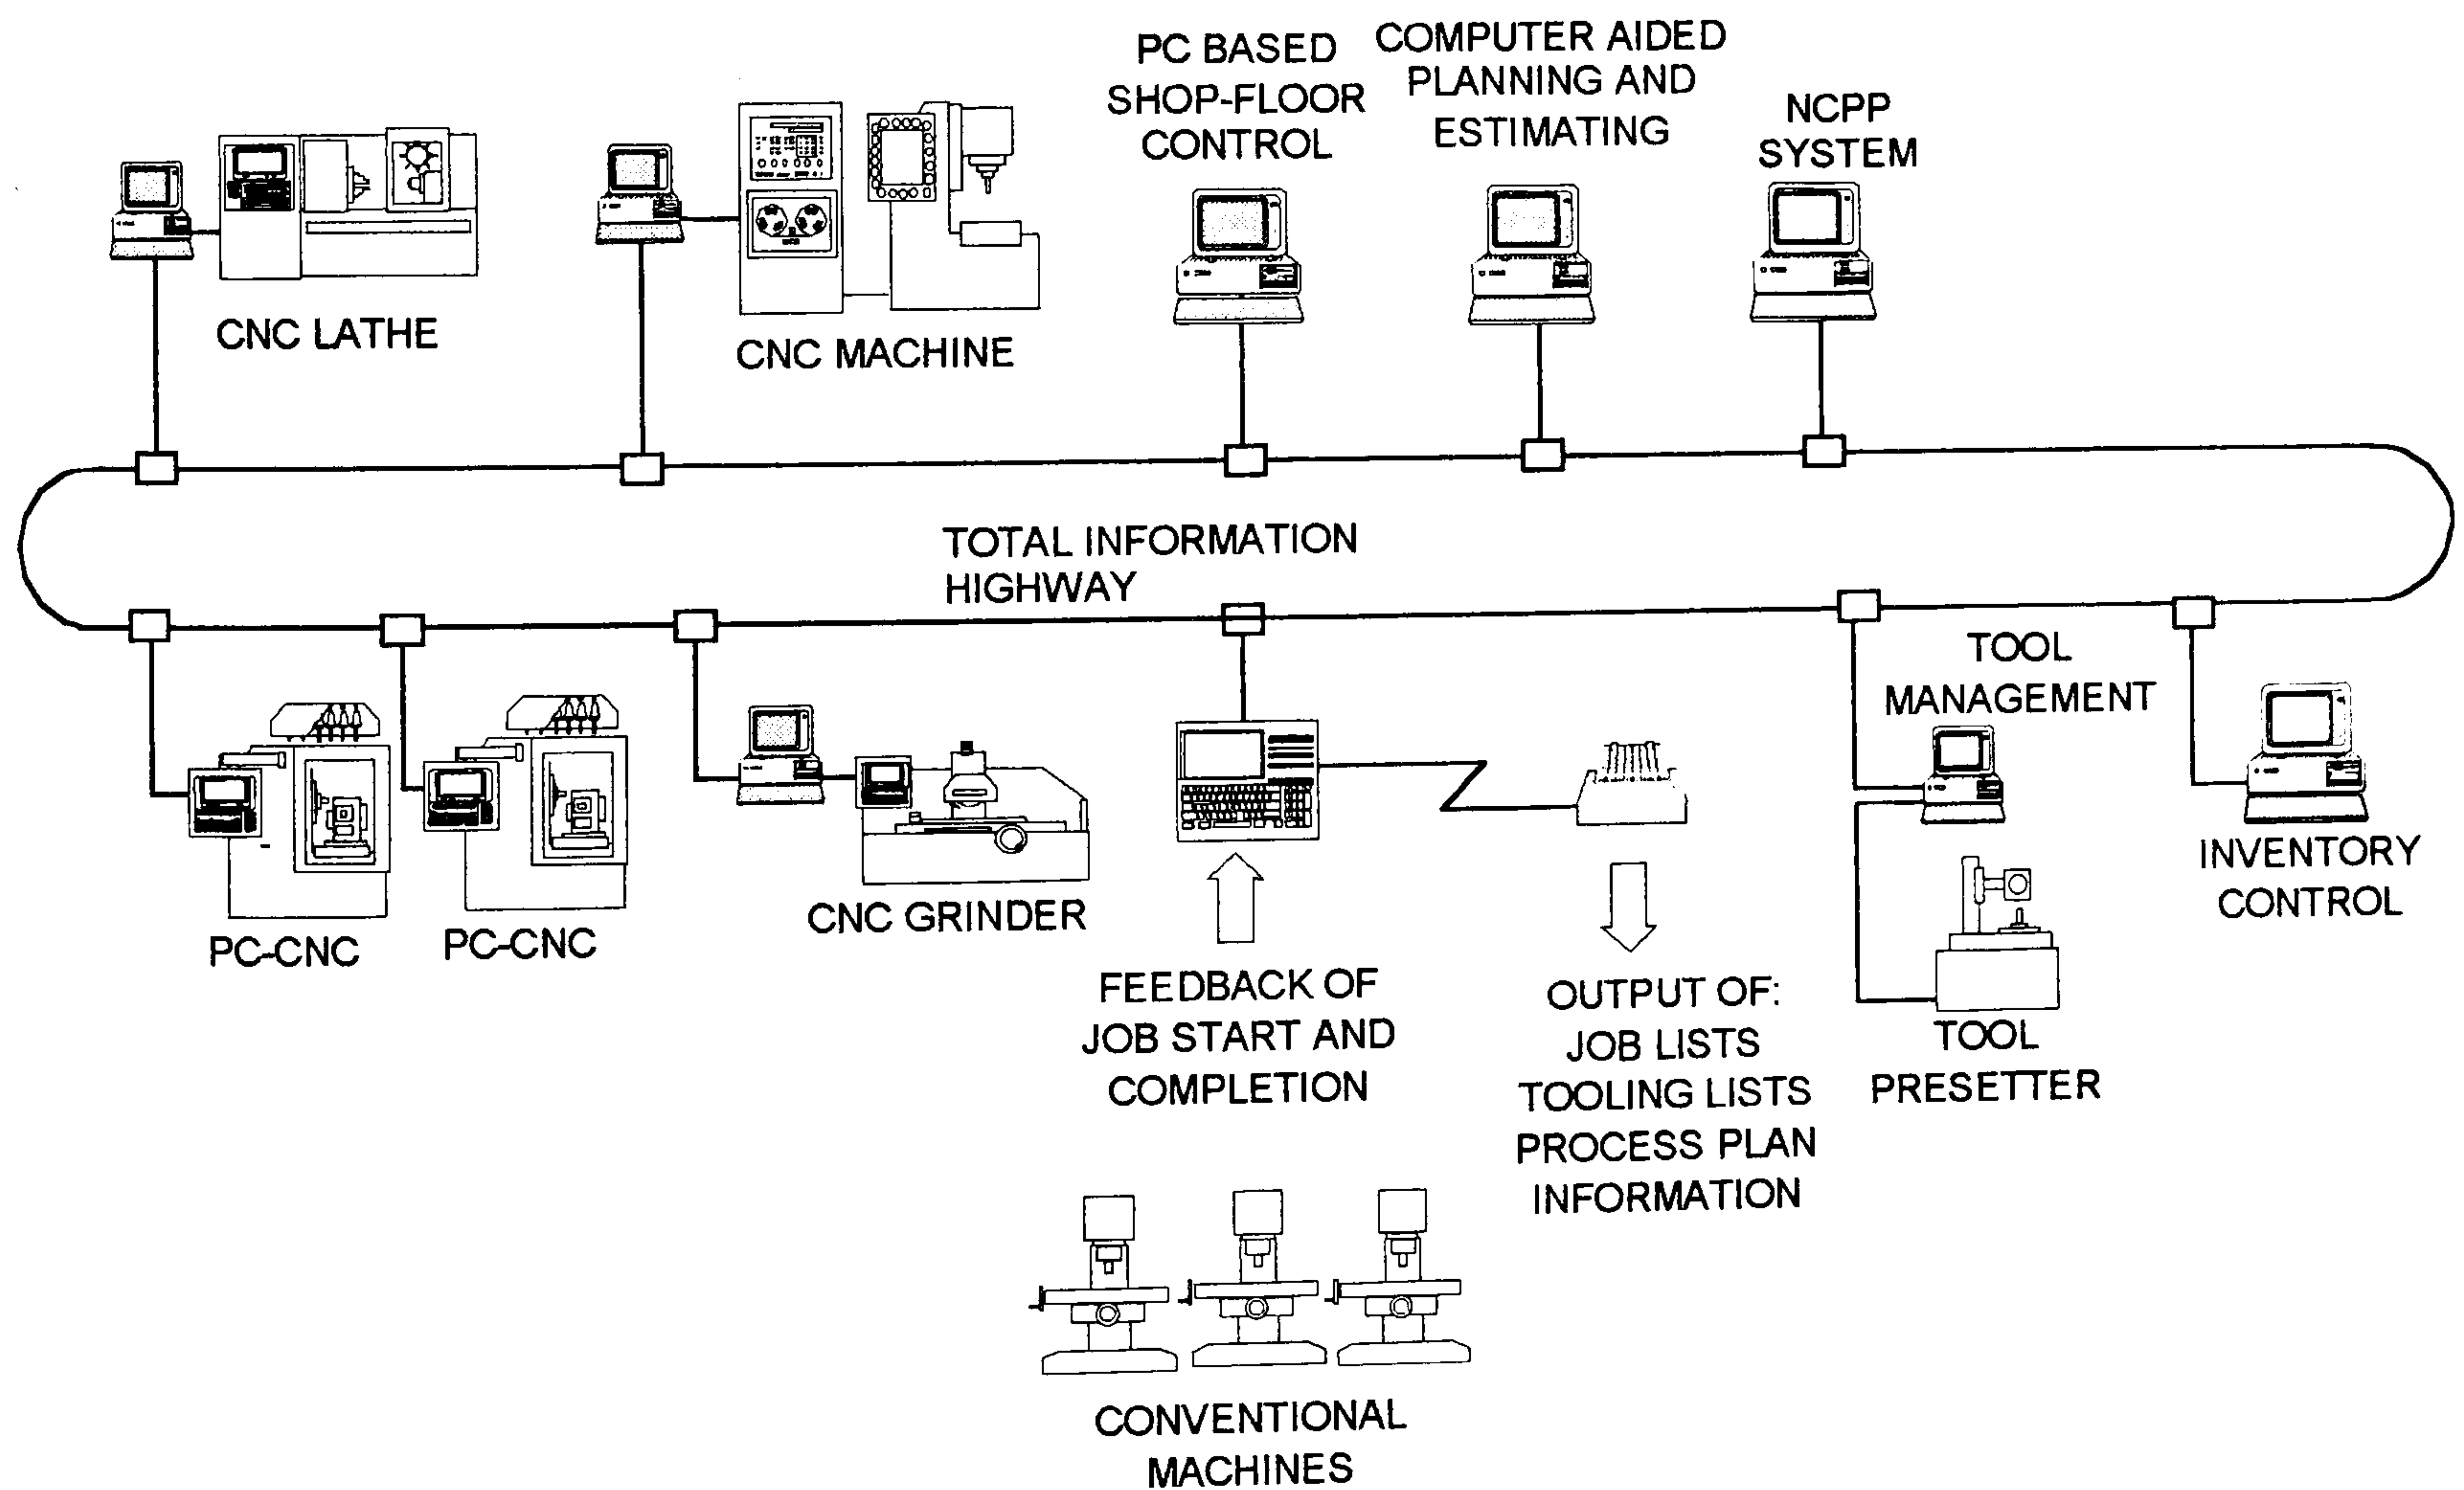 PC BASED
SHOP-FLOOR
CONTROL
COMPUTER AIDED
PLANNING AND
ESTIMATING
NCPP
SYSTEM
CNC LATHE
CNC MACHINE
TOTAL INFORMATION
HIGHWAY
TOOL
MANAGEMENT
INVENTORY
CONTROL
PC-CNC
PC-CNC
CNC GRINDER
FEEDBACK OF
JOB START AND
COMPLETION
OUTPUT OF:
JOB LISTS
TOOLING LISTS
PROCESS PLAN
INFORMATION
TOOL
PRESETTER
CONVENTIONAL
MACHINES